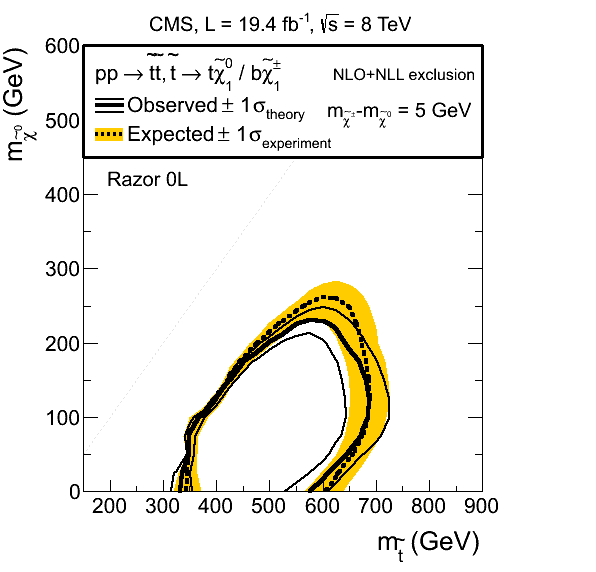 CMS, L = 19.4 fb⁻¹, √s = 8 TeV
pp → t̃t̃, t̃ → tχ̃⁰₁ / bχ̃±₁
NLO+NLL exclusion
Observed ± 1σtheory
mχ̃±-mχ̃⁰ = 5 GeV
Expected ± 1σexperiment
Razor 0L
mχ̃⁰ (GeV)
600
500
400
300
200
100
0
200 300 400 500 600 700 800 900
mt̃ (GeV)